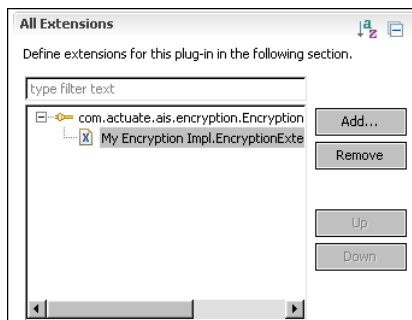 All Extensions
Define extensions for this plug-in in the following section.
type filter text
com.actuate.ais.encryption.Encryption
My Encryption Impl.EncryptionExte
Add...
Remove
Up
Down